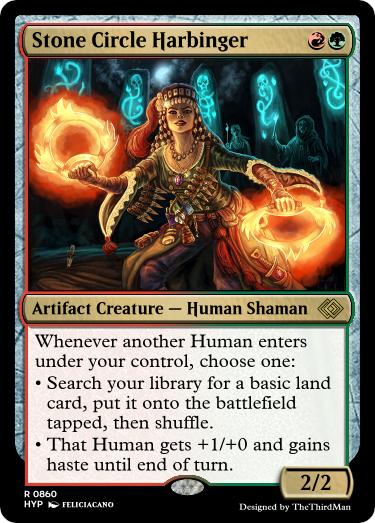 Stone Circle Harbinger
Artifact Creature — Human Shaman
Whenever another Human enters
under your control, choose one:
• Search your library for a basic land
card, put it onto the battlefield
tapped, then shuffle.
• That Human gets +1/+0 and gains
haste until end of turn.
2/2
R 0860
HYP FELICIACANO
Designed by TheThirdMan